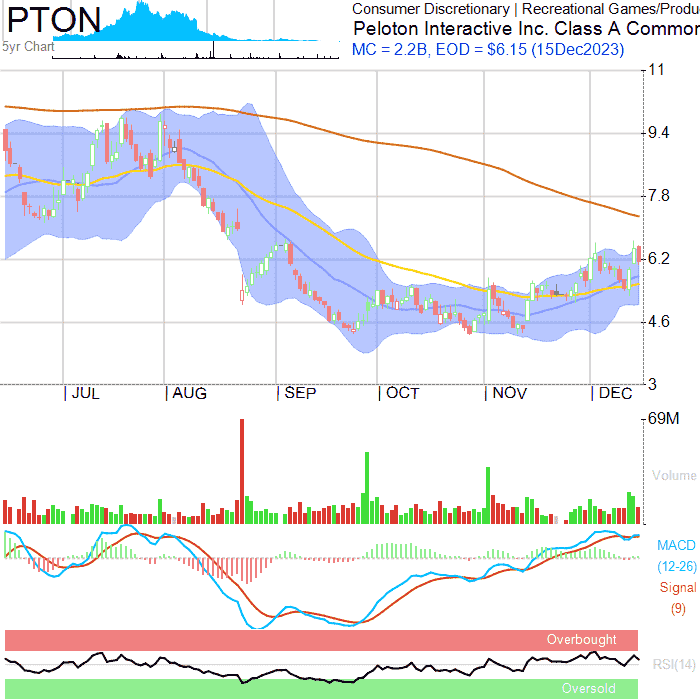 PTON
5yr Chart
Consumer Discretionary | Recreational Games/Produ
Peloton Interactive Inc. Class A Common
MC = 2.2B, EOD = $6.15 (15Dec2023)
11
9.4
7.8
6.2
4.6
3
| JUL | AUG | SEP | OCT | NOV | DEC
69M
Volume
MACD
(12-26)
Signal
(9)
Overbought
RSI(14)
Oversold